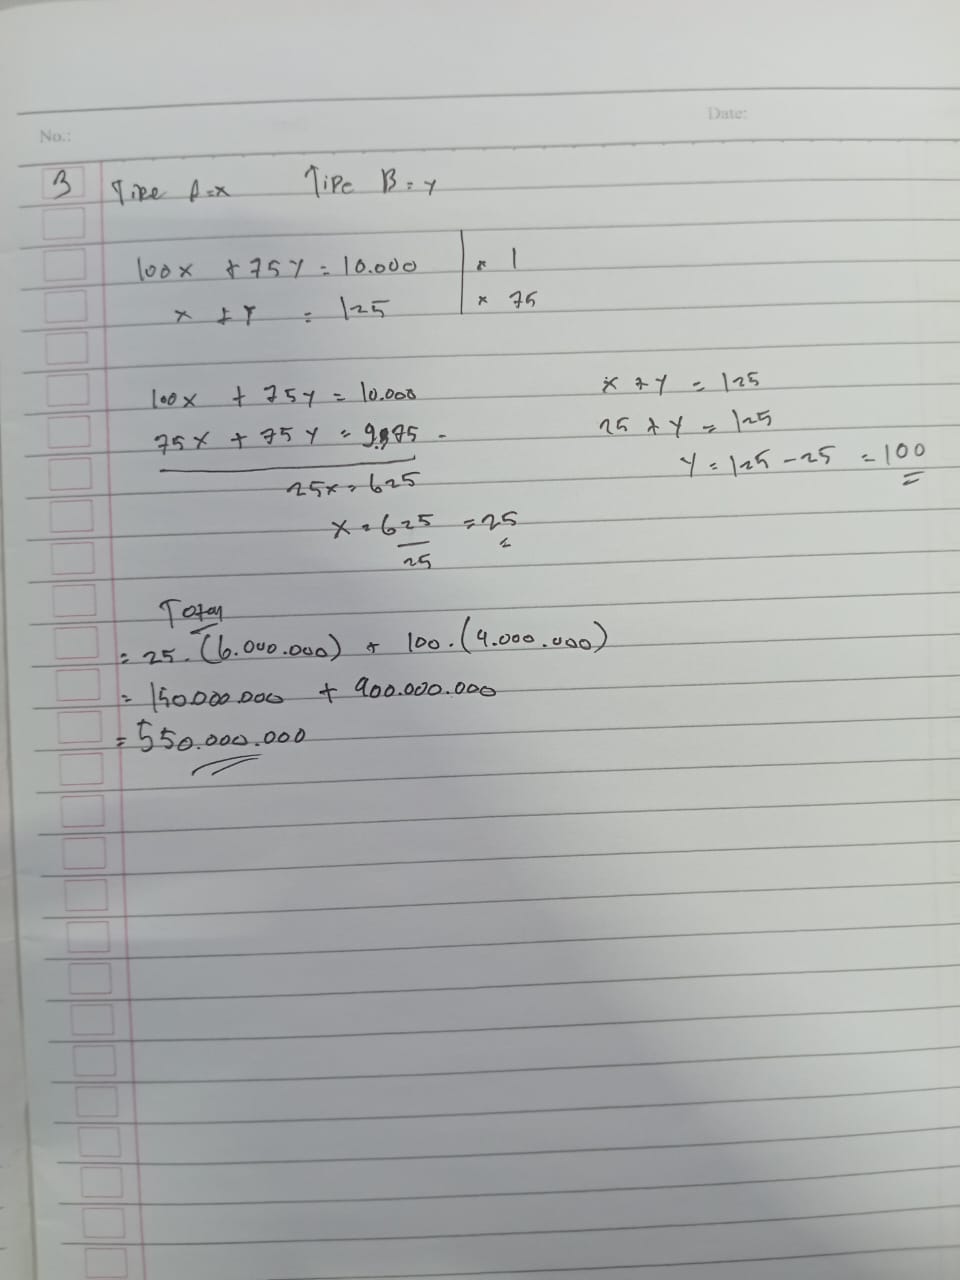 No.:
Date:
3 Tipe A=x Tipe B=y
100x + 75y = 10.000 | × 1
x + y = 125 | × 75
100x + 75y = 10.000
75x + 75y = 9.375 -
25x = 625
x = 625/25 = 25
x + y = 125
25 + y = 125
y = 125 - 25 = 100
Total
= 25.(6.000.000) + 100.(4.000.000)
= 150.000.000 + 400.000.000
= 550.000.000